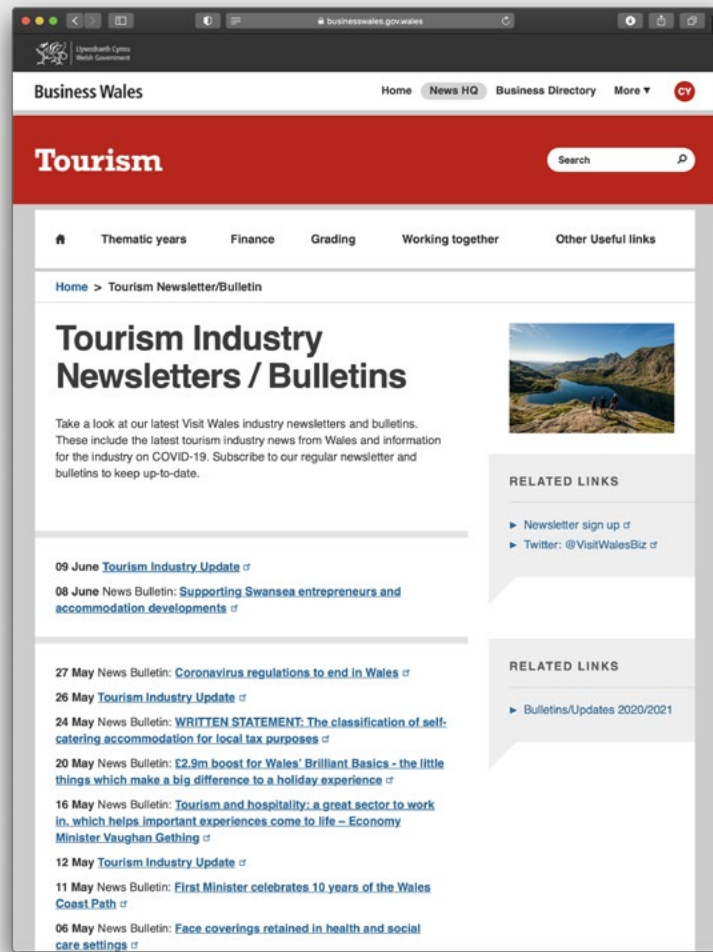 businesswales.gov.wales
Llywodraeth Cymru
Welsh Government
Business Wales
Home News HQ Business Directory More ▼ CY
Tourism
Search
Thematic years Finance Grading Working together Other Useful links
Home > Tourism Newsletter/Bulletin
Tourism Industry
Newsletters / Bulletins
Take a look at our latest Visit Wales industry newsletters and bulletins.
These include the latest tourism industry news from Wales and information
for the industry on COVID-19. Subscribe to our regular newsletter and
bulletins to keep up-to-date.
09 June Tourism Industry Update
08 June News Bulletin: Supporting Swansea entrepreneurs and
accommodation developments
27 May News Bulletin: Coronavirus regulations to end in Wales
26 May Tourism Industry Update
24 May News Bulletin: WRITTEN STATEMENT: The classification of self-
catering accommodation for local tax purposes
20 May News Bulletin: £2.9m boost for Wales' Brilliant Basics - the little
things which make a big difference to a holiday experience
16 May News Bulletin: Tourism and hospitality: a great sector to work
in, which helps important experiences come to life – Economy
Minister Vaughan Gething
12 May Tourism Industry Update
11 May News Bulletin: First Minister celebrates 10 years of the Wales
Coast Path
06 May News Bulletin: Face coverings retained in health and social
care settings
RELATED LINKS
► Newsletter sign up
► Twitter: @VisitWalesBiz
RELATED LINKS
► Bulletins/Updates 2020/2021